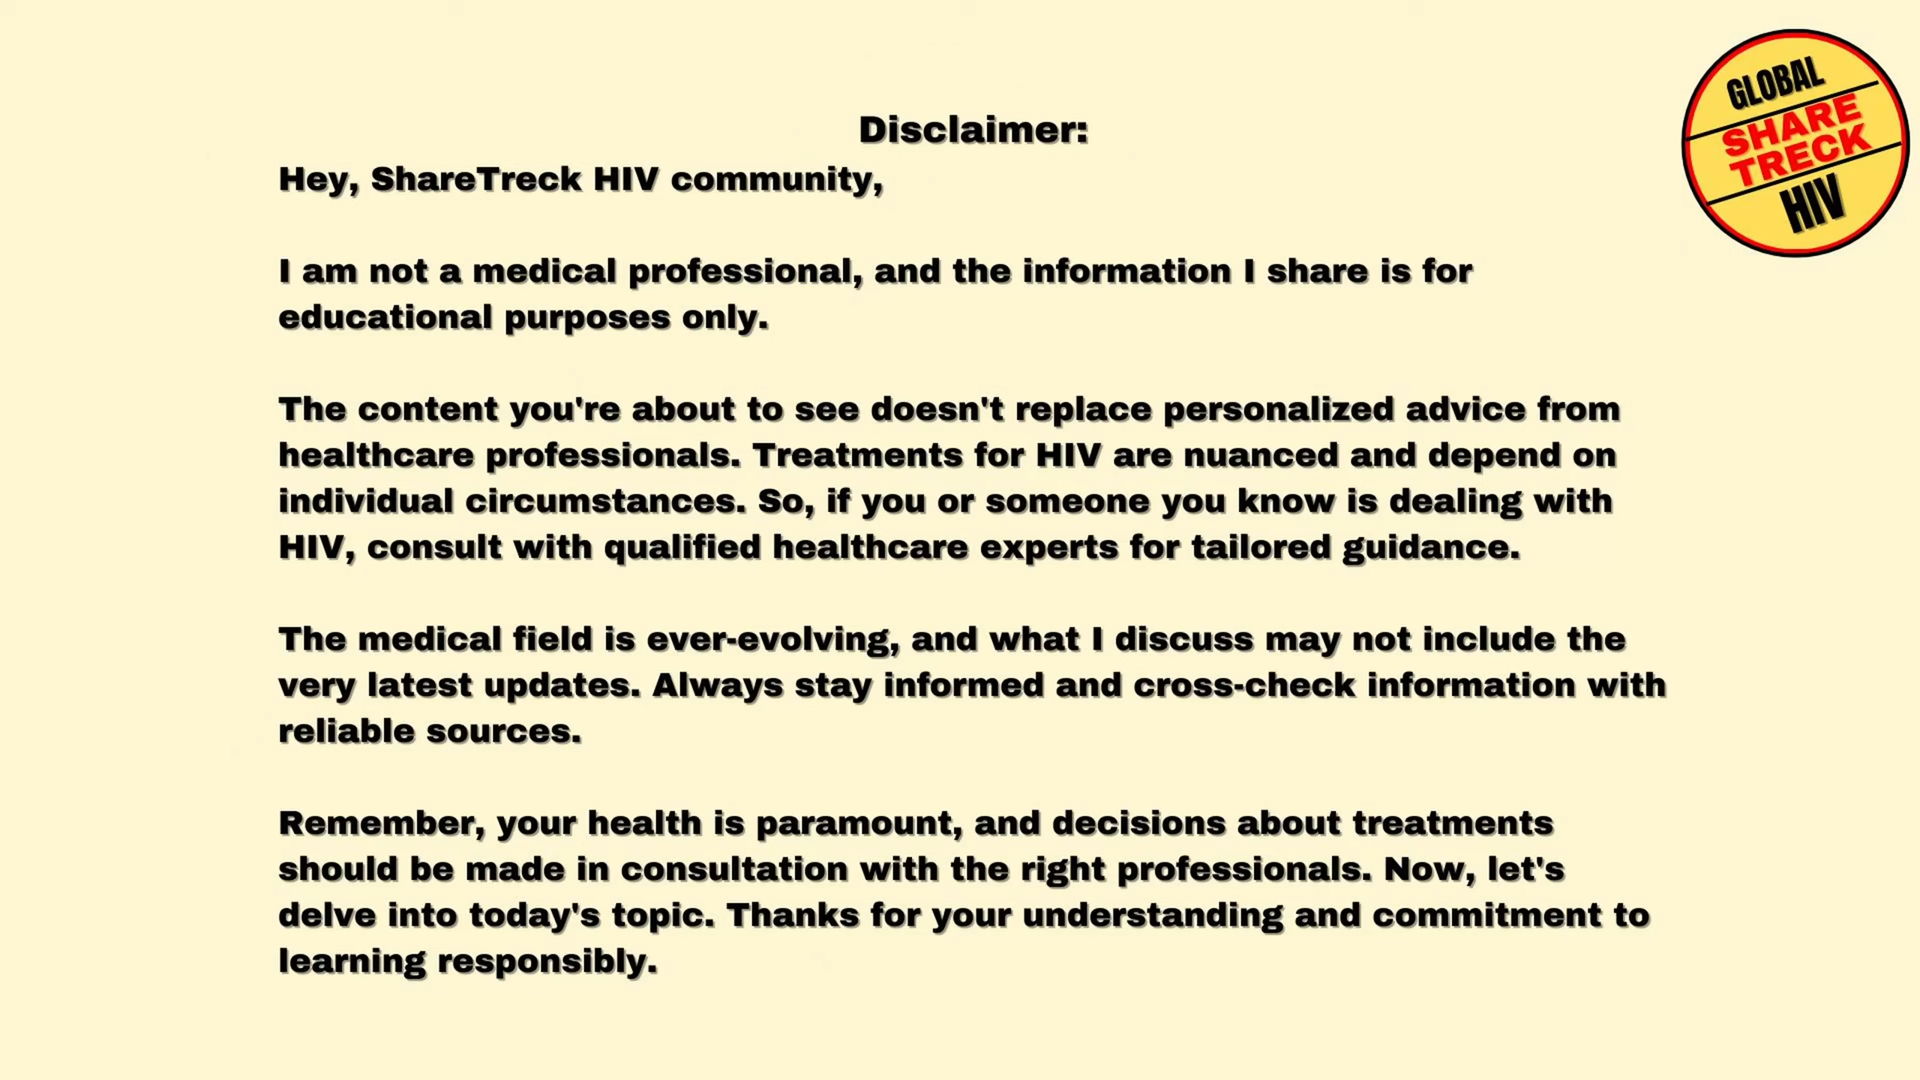 GLOBAL
SHARE
TRECK
HIV
Disclaimer:
Hey, ShareTreck HIV community,
I am not a medical professional, and the information I share is for
educational purposes only.
The content you're about to see doesn't replace personalized advice from
healthcare professionals. Treatments for HIV are nuanced and depend on
individual circumstances. So, if you or someone you know is dealing with
HIV, consult with qualified healthcare experts for tailored guidance.
The medical field is ever-evolving, and what I discuss may not include the
very latest updates. Always stay informed and cross-check information with
reliable sources.
Remember, your health is paramount, and decisions about treatments
should be made in consultation with the right professionals. Now, let's
delve into today's topic. Thanks for your understanding and commitment to
learning responsibly.